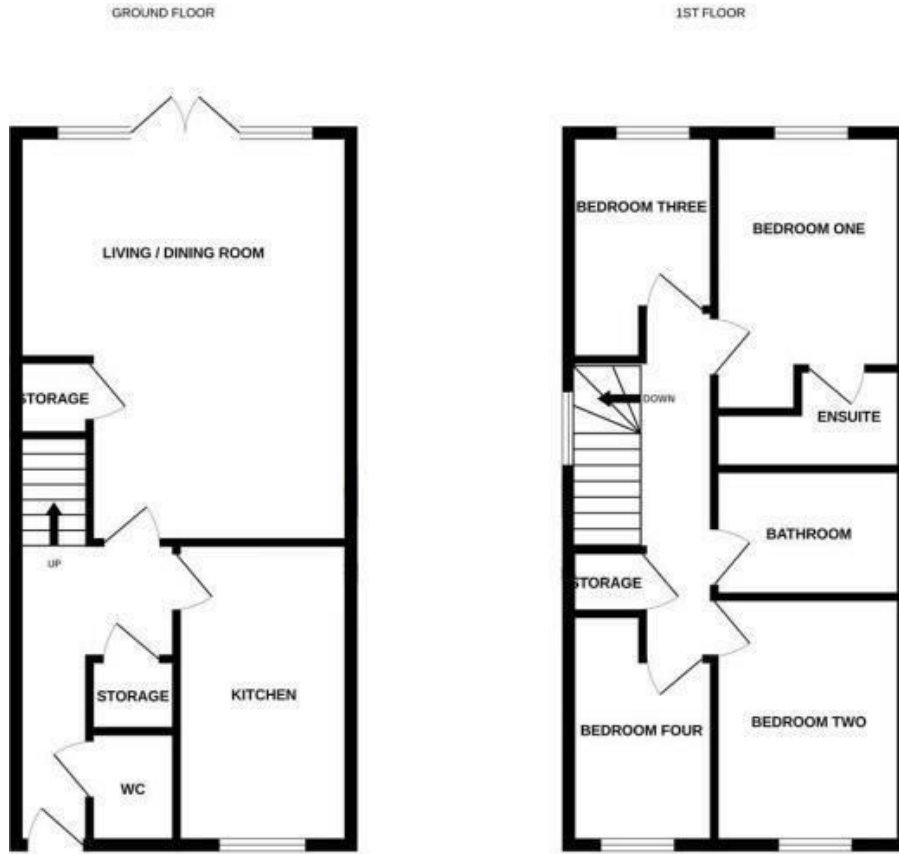 GROUND FLOOR
LIVING / DINING ROOM
STORAGE
UP
STORAGE
KITCHEN
WC
1ST FLOOR
BEDROOM THREE
BEDROOM ONE
DOWN
ENSUITE
BATHROOM
STORAGE
BEDROOM FOUR
BEDROOM TWO